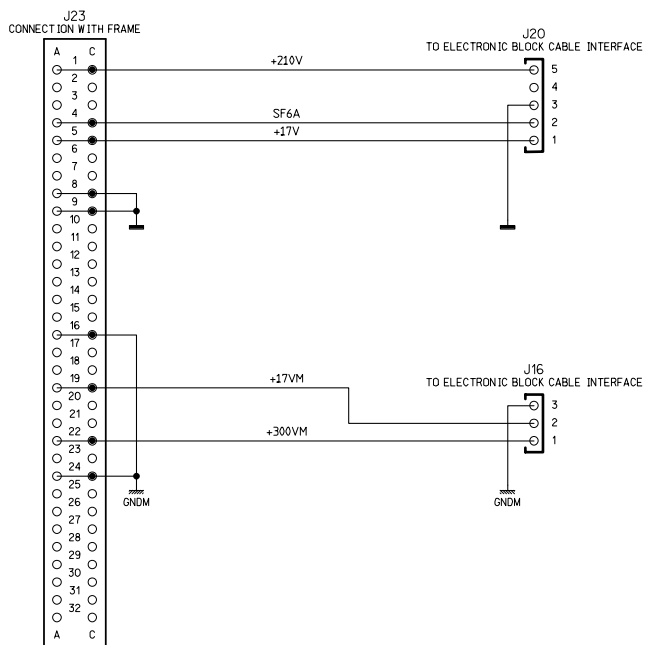 J23
CONNECTION WITH FRAME
A C
1
2
3
4
5
6
7
8
9
10
11
12
13
14
15
16
17
18
19
20
21
22
23
24
25
26
27
28
29
30
31
32
A C
+210V
SF6A
+17V
J20
TO ELECTRONIC BLOCK CABLE INTERFACE
5
4
3
2
1
+17VM
+300VM
GNDM
J16
TO ELECTRONIC BLOCK CABLE INTERFACE
3
2
1
GNDM